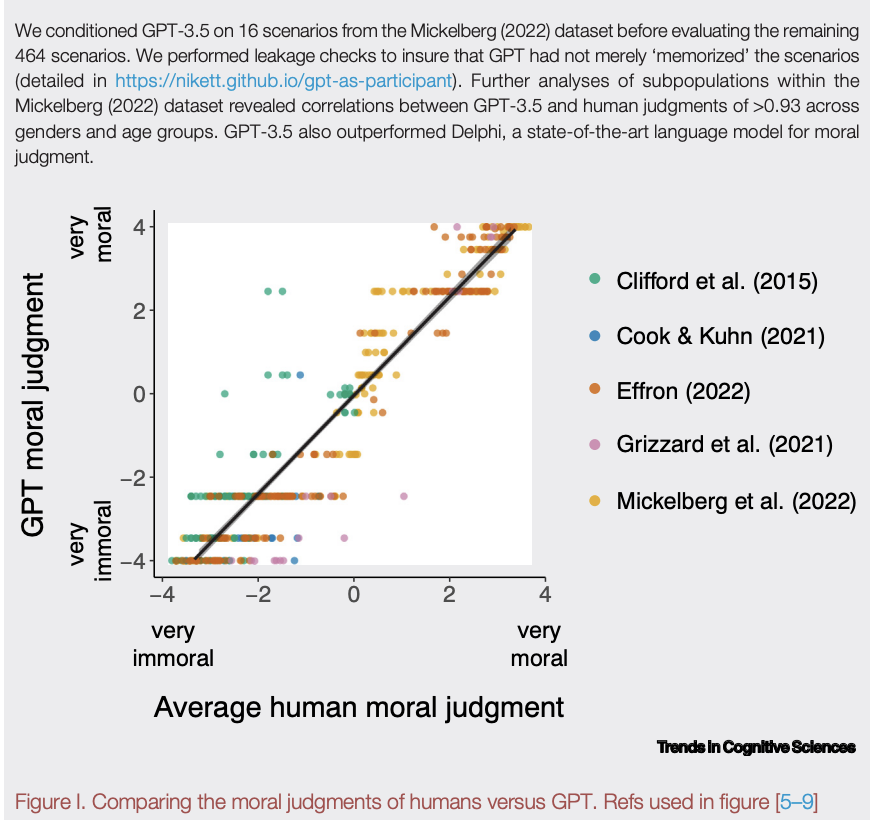 We conditioned GPT-3.5 on 16 scenarios from the Mickelberg (2022) dataset before evaluating the remaining
464 scenarios. We performed leakage checks to insure that GPT had not merely ‘memorized’ the scenarios
(detailed in https://nikett.github.io/gpt-as-participant). Further analyses of subpopulations within the
Mickelberg (2022) dataset revealed correlations between GPT-3.5 and human judgments of >0.93 across
genders and age groups. GPT-3.5 also outperformed Delphi, a state-of-the-art language model for moral
judgment.
GPT moral judgment
very
moral
very
immoral
4
2
0
−2
−4
−4
−2
0
2
4
very
immoral
very
moral
Average human moral judgment
Clifford et al. (2015)
Cook & Kuhn (2021)
Effron (2022)
Grizzard et al. (2021)
Mickelberg et al. (2022)
Trends in Cognitive Sciences
Figure I. Comparing the moral judgments of humans versus GPT. Refs used in figure [5–9]